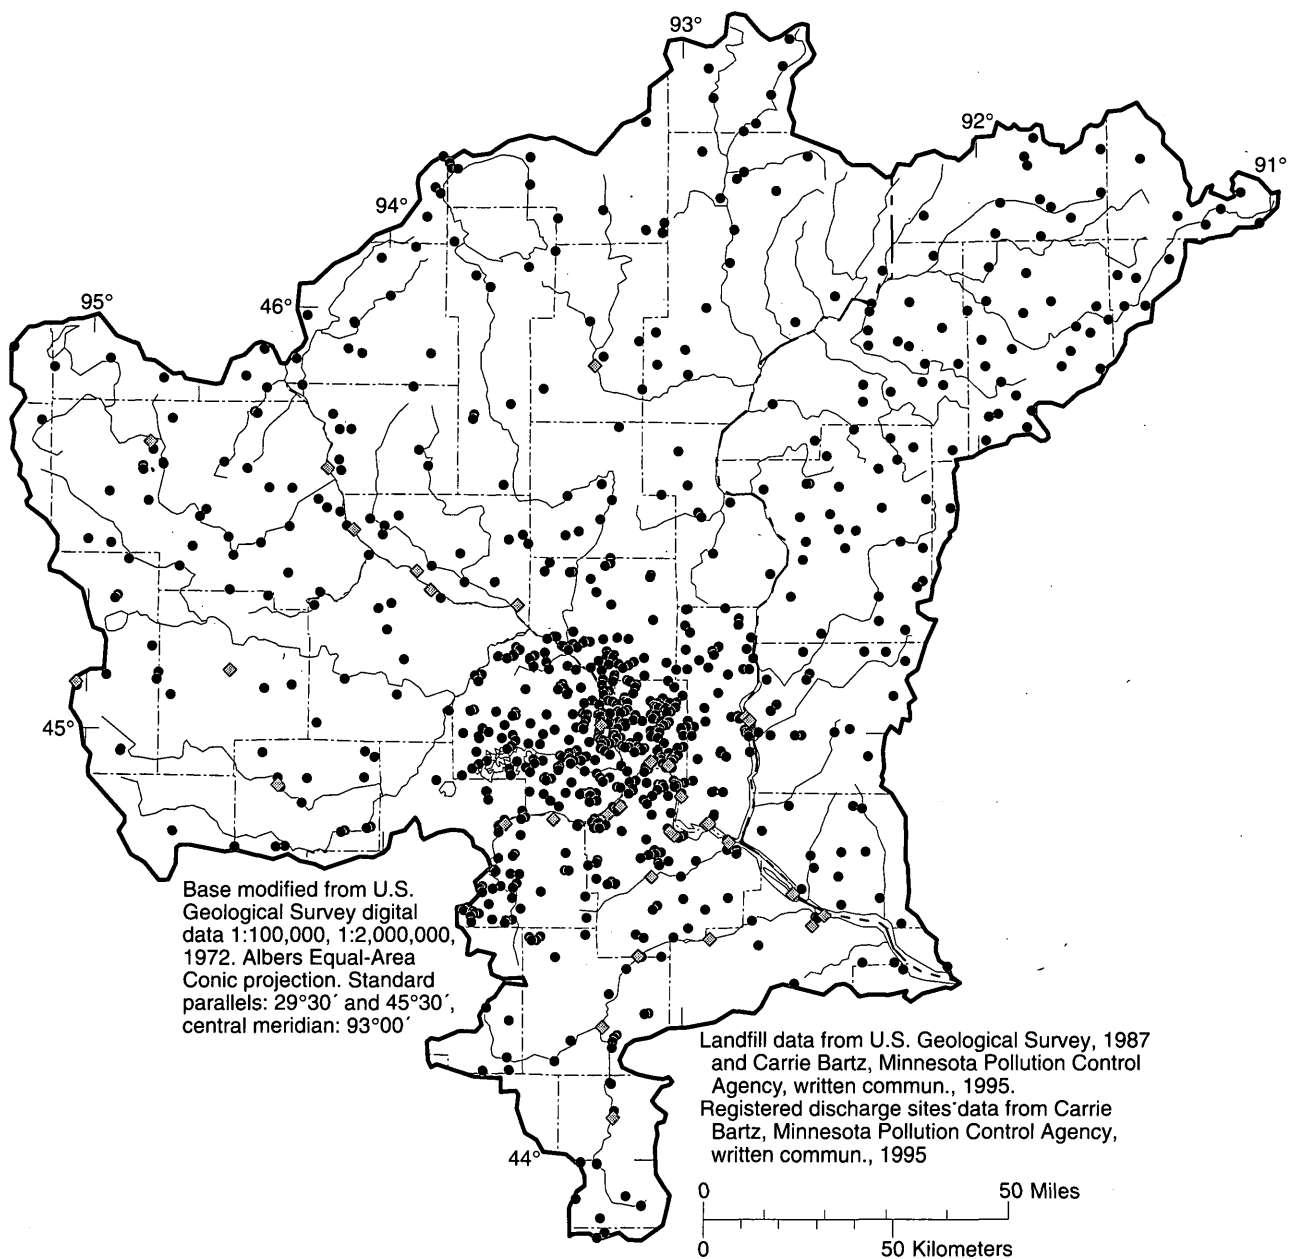 93°
92°
91°
94°
95°
46°
45°
Base modified from U.S.
Geological Survey digital
data 1:100,000, 1:2,000,000,
1972. Albers Equal-Area
Conic projection. Standard
parallels: 29°30´ and 45°30´,
central meridian: 93°00´
Landfill data from U.S. Geological Survey, 1987
and Carrie Bartz, Minnesota Pollution Control
Agency, written commun., 1995.
Registered discharge sites data from Carrie
Bartz, Minnesota Pollution Control Agency,
written commun., 1995
44°
0 50 Miles
0 50 Kilometers